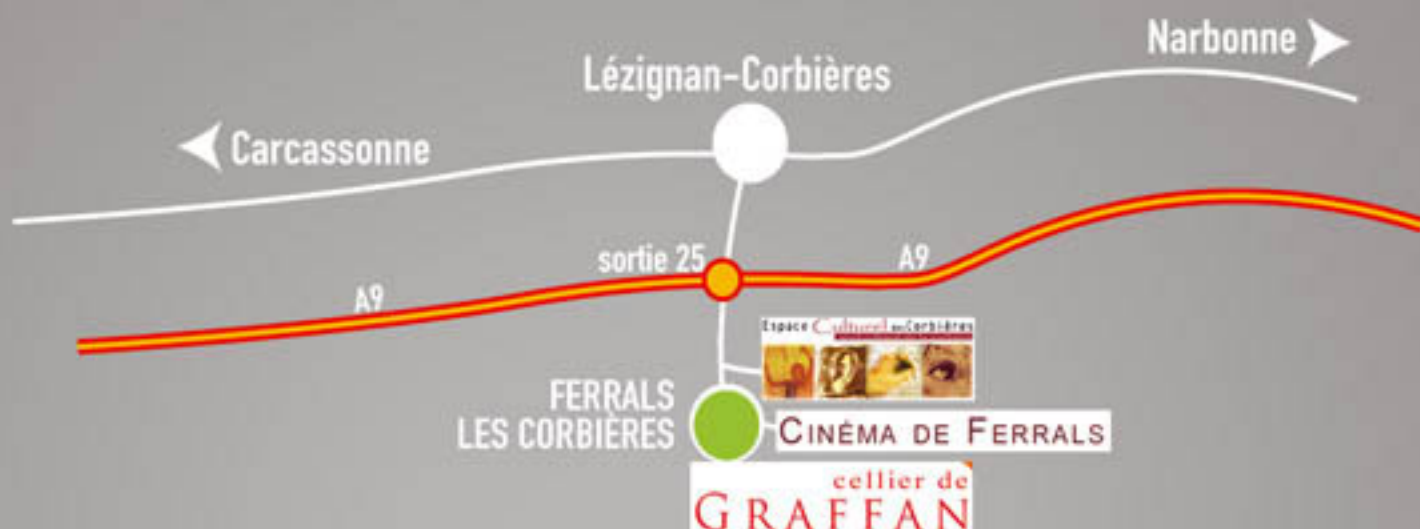 Narbonne
Lézignan-Corbières
Carcassonne
sortie 25
A9
A9
Espace Culturel des Corbières
FERRALS
LES CORBIÈRES
CINÉMA DE FERRALS
cellier de
GRAFFAN